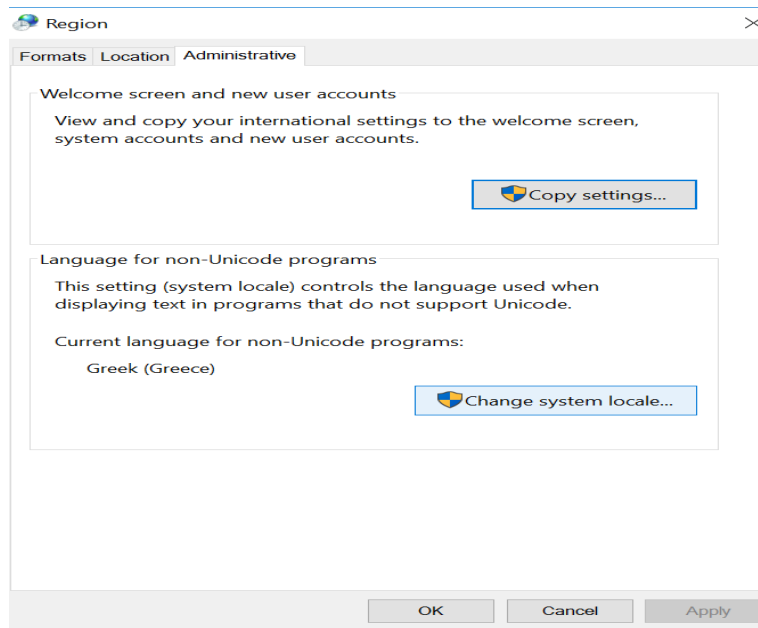 Region
Formats Location Administrative
Welcome screen and new user accounts
View and copy your international settings to the welcome screen,
system accounts and new user accounts.
Copy settings...
Language for non-Unicode programs
This setting (system locale) controls the language used when
displaying text in programs that do not support Unicode.
Current language for non-Unicode programs:
Greek (Greece)
Change system locale...
OK Cancel Apply